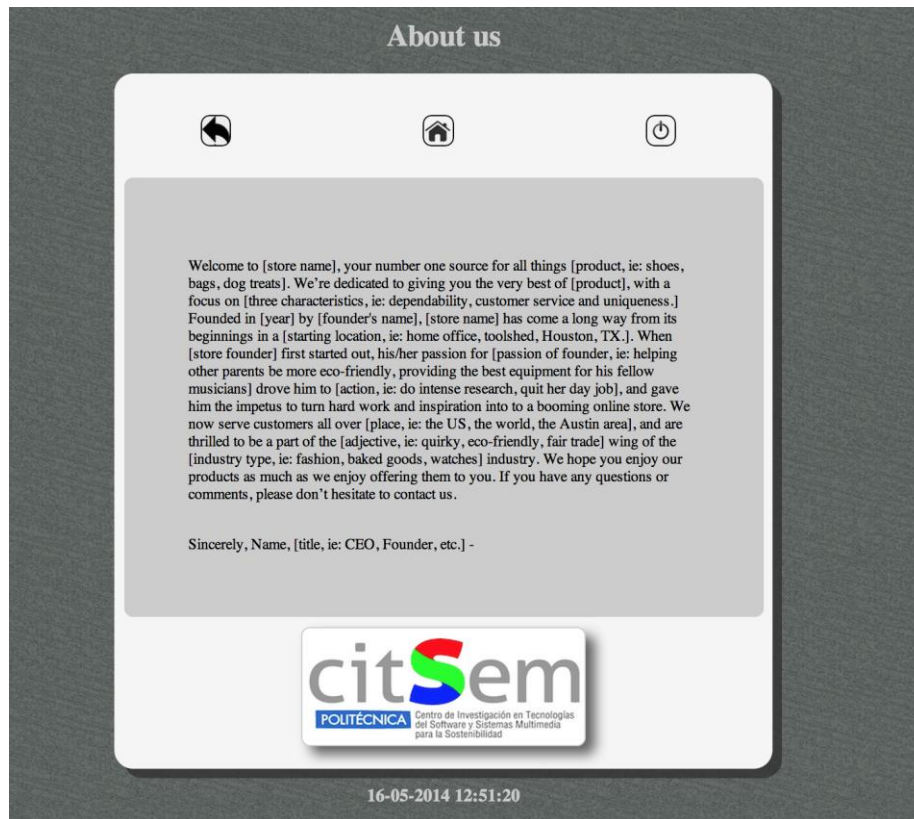 About us
Welcome to [store name], your number one source for all things [product, ie: shoes,
bags, dog treats]. We’re dedicated to giving you the very best of [product], with a
focus on [three characteristics, ie: dependability, customer service and uniqueness.]
Founded in [year] by [founder's name], [store name] has come a long way from its
beginnings in a [starting location, ie: home office, toolshed, Houston, TX.]. When
[store founder] first started out, his/her passion for [passion of founder, ie: helping
other parents be more eco-friendly, providing the best equipment for his fellow
musicians] drove him to [action, ie: do intense research, quit her day job], and gave
him the impetus to turn hard work and inspiration into to a booming online store. We
now serve customers all over [place, ie: the US, the world, the Austin area], and are
thrilled to be a part of the [adjective, ie: quirky, eco-friendly, fair trade] wing of the
[industry type, ie: fashion, baked goods, watches] industry. We hope you enjoy our
products as much as we enjoy offering them to you. If you have any questions or
comments, please don’t hesitate to contact us.
Sincerely, Name, [title, ie: CEO, Founder, etc.] -
citSem
POLITÉCNICA
Centro de Investigación en Tecnologías
del Software y Sistemas Multimedia
para la Sostenibilidad
16-05-2014 12:51:20